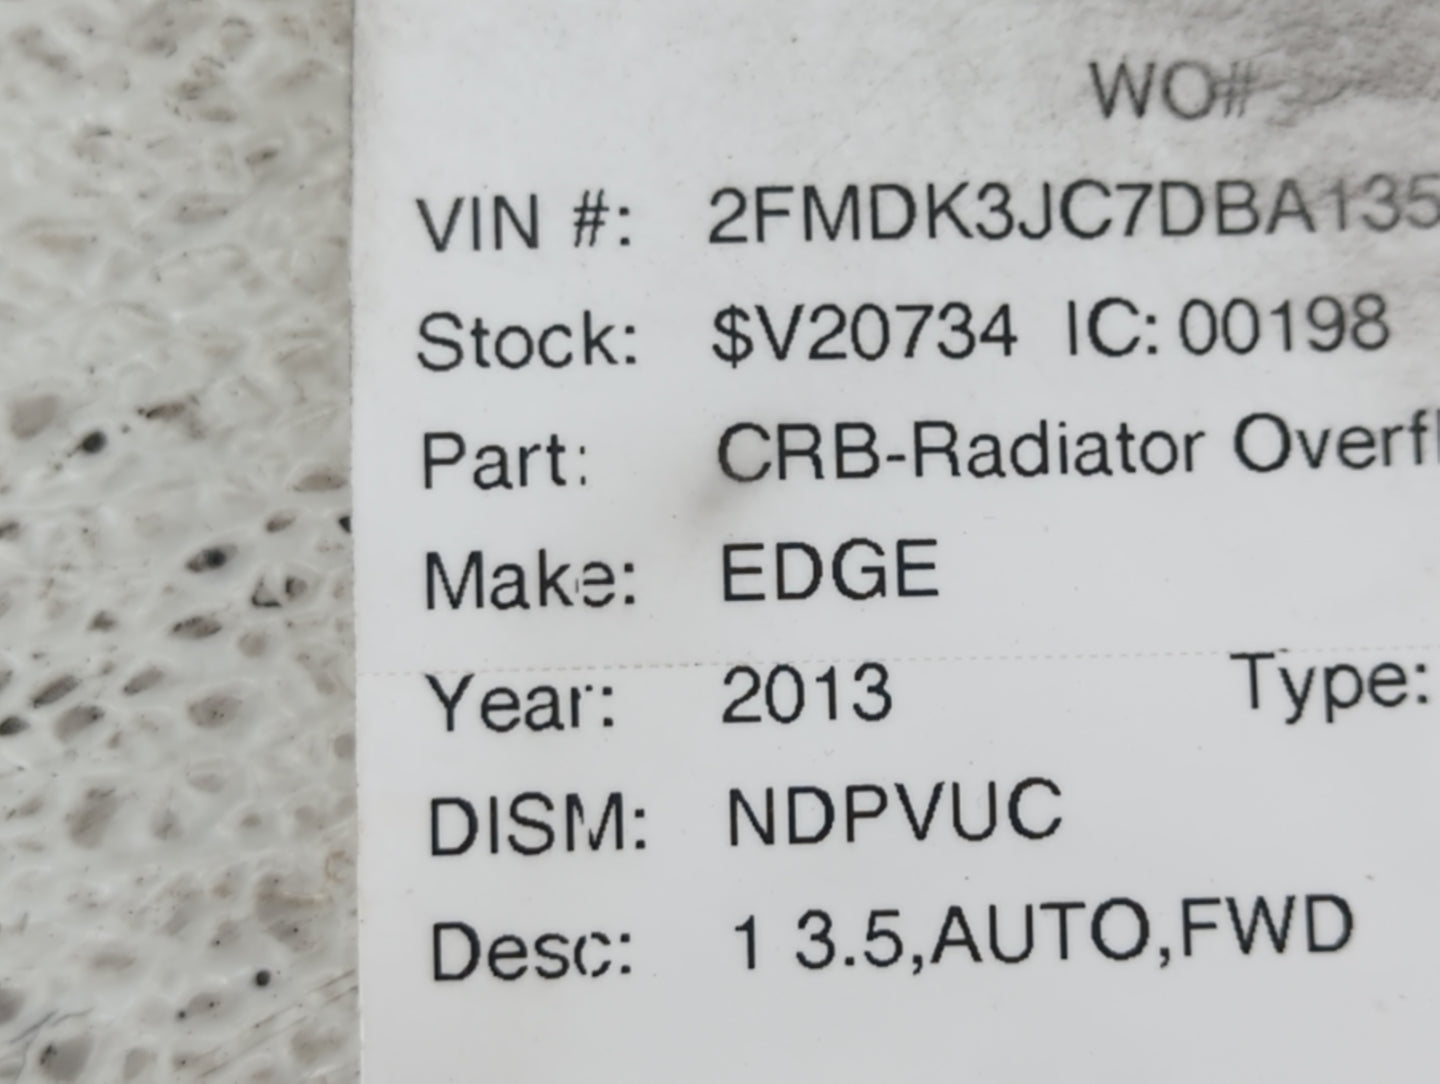 WO#
VIN #: 2FMDK3JC7DBA135
Stock: $V20734 IC: 00198
Part: CRB-Radiator Overfl
Make: EDGE
Year: 2013 Type:
DISM: NDPVUC
Desc: 1 3.5,AUTO,FWD